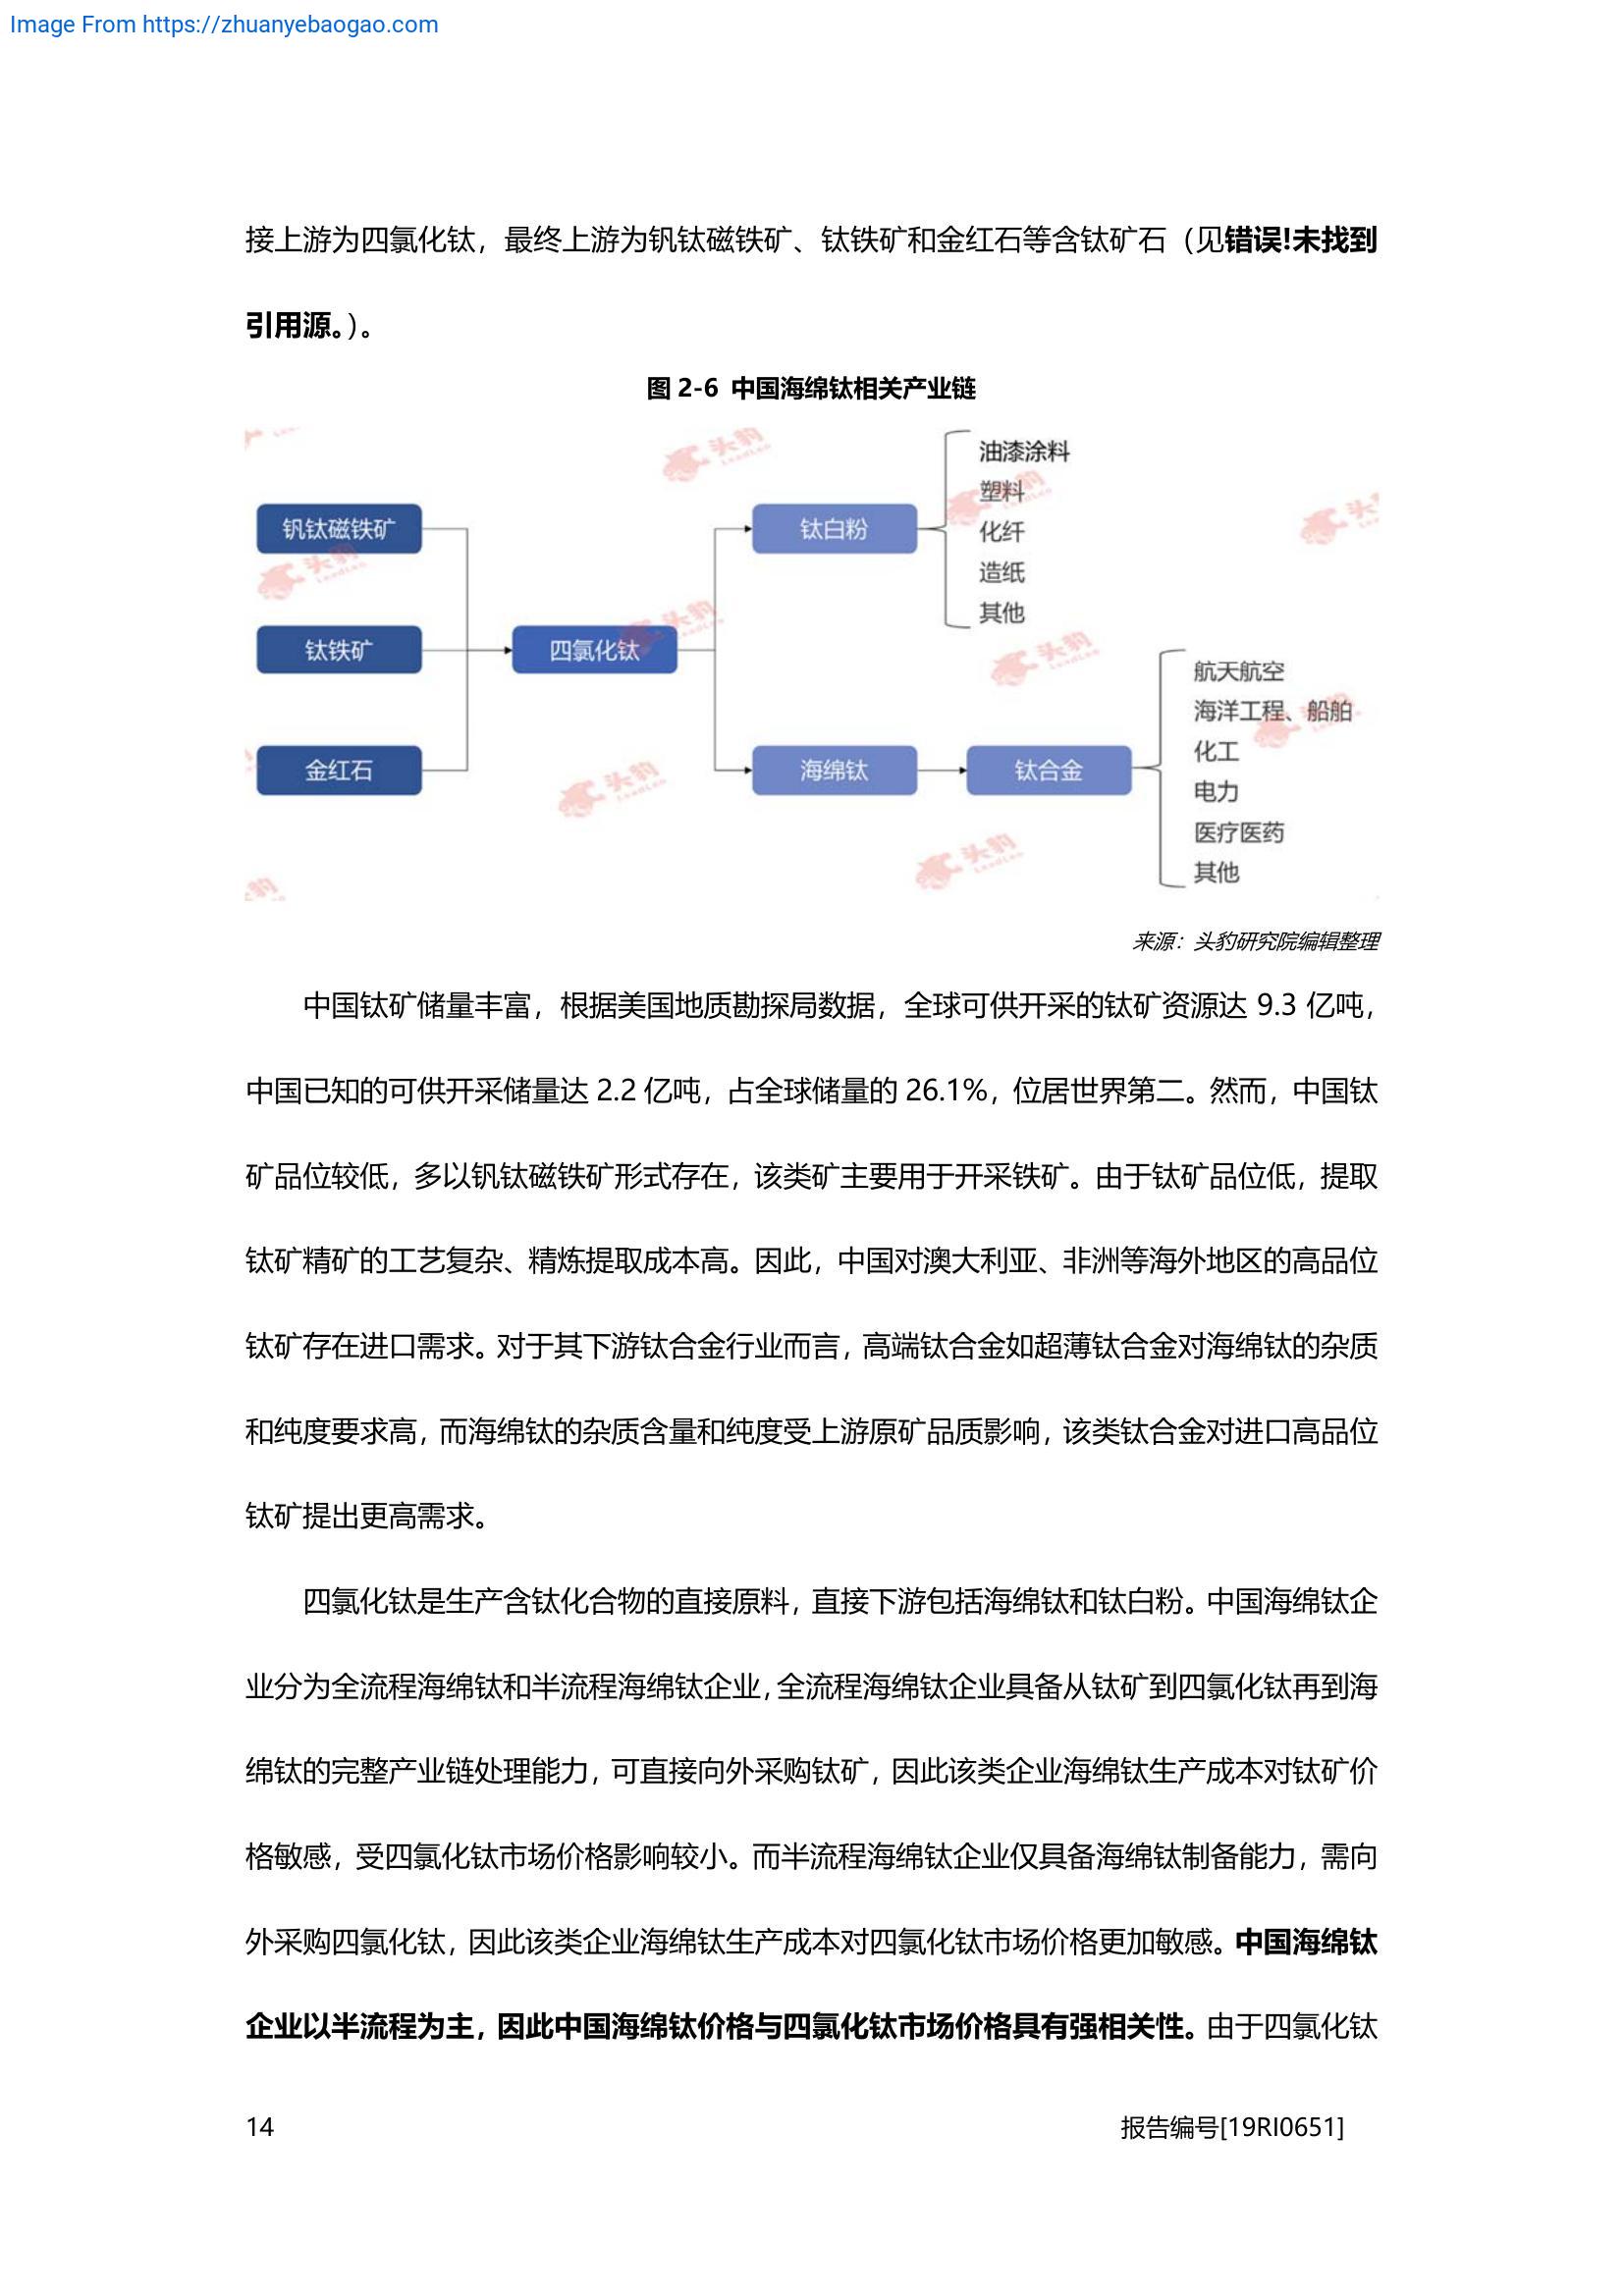 Image From https://zhuanyebaogao.com
接上游为四氯化钛，最终上游为钒钛磁铁矿、钛铁矿和金红石等含钛矿石（见错误!未找到
引用源。）。
图 2-6 中国海绵钛相关产业链
油漆涂料
塑料
化纤
造纸
其他
钒钛磁铁矿
钛铁矿
金红石
四氯化钛
钛白粉
海绵钛
钛合金
航天航空
海洋工程、船舶
化工
电力
医疗医药
其他
头豹
LeadLeo
来源：头豹研究院编辑整理
中国钛矿储量丰富，根据美国地质勘探局数据，全球可供开采的钛矿资源达 9.3 亿吨，
中国已知的可供开采储量达 2.2 亿吨，占全球储量的 26.1%，位居世界第二。然而，中国钛
矿品位较低，多以钒钛磁铁矿形式存在，该类矿主要用于开采铁矿。由于钛矿品位低，提取
钛矿精矿的工艺复杂、精炼提取成本高。因此，中国对澳大利亚、非洲等海外地区的高品位
钛矿存在进口需求。对于其下游钛合金行业而言，高端钛合金如超薄钛合金对海绵钛的杂质
和纯度要求高，而海绵钛的杂质含量和纯度受上游原矿品质影响，该类钛合金对进口高品位
钛矿提出更高需求。
四氯化钛是生产含钛化合物的直接原料，直接下游包括海绵钛和钛白粉。中国海绵钛企
业分为全流程海绵钛和半流程海绵钛企业，全流程海绵钛企业具备从钛矿到四氯化钛再到海
绵钛的完整产业链处理能力，可直接向外采购钛矿，因此该类企业海绵钛生产成本对钛矿价
格敏感，受四氯化钛市场价格影响较小。而半流程海绵钛企业仅具备海绵钛制备能力，需向
外采购四氯化钛，因此该类企业海绵钛生产成本对四氯化钛市场价格更加敏感。中国海绵钛
企业以半流程为主，因此中国海绵钛价格与四氯化钛市场价格具有强相关性。由于四氯化钛
14
报告编号[19RI0651]